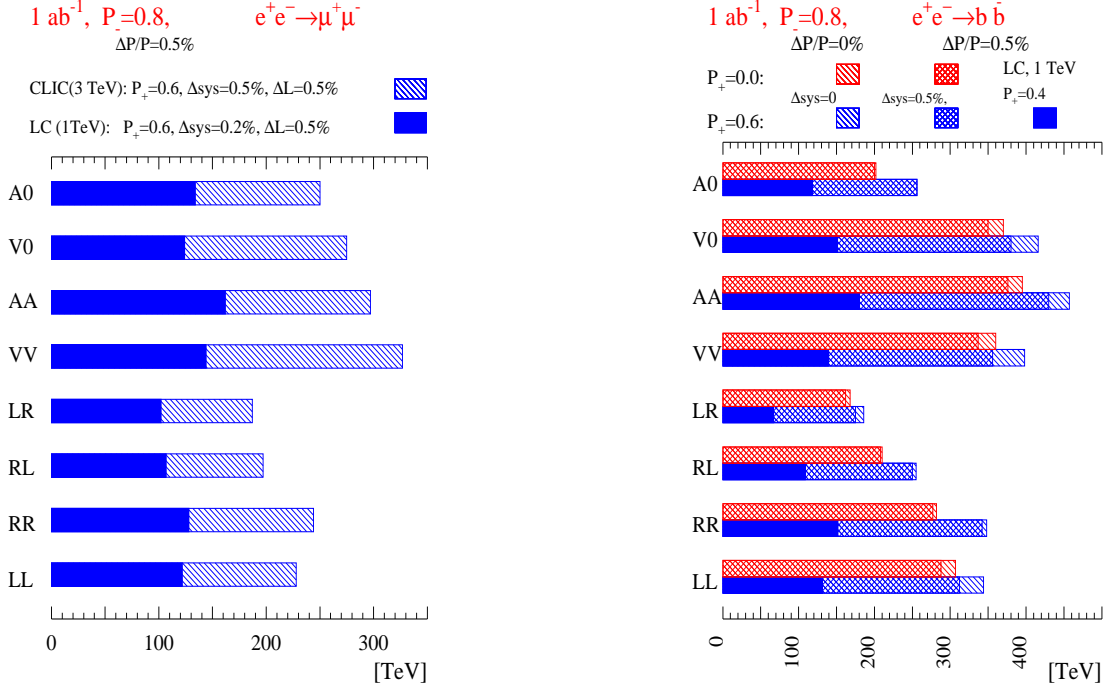 1 ab⁻¹, P₋=0.8, e⁺e⁻→μ⁺μ⁻
ΔP/P=0.5%
CLIC(3 TeV): P₊=0.6, Δsys=0.5%, ΔL=0.5%
LC (1TeV): P₊=0.6, Δsys=0.2%, ΔL=0.5%
A0
V0
AA
VV
LR
RL
RR
LL
0 100 200 300
[TeV]
1 ab⁻¹, P₋=0.8, e⁺e⁻→b b̄
ΔP/P=0% ΔP/P=0.5%
P₊=0.0: LC, 1 TeV
Δsys=0 Δsys=0.5%, P₊=0.4
P₊=0.6:
A0
V0
AA
VV
LR
RL
RR
LL
0 100 200 300 400
[TeV]